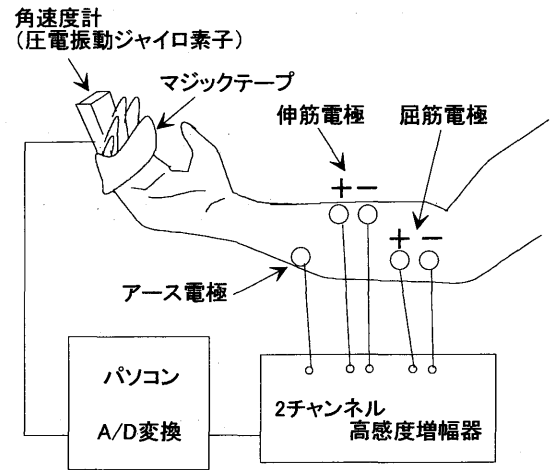 角速度計
(圧電振動ジャイロ素子)
マジックテープ
伸筋電極
屈筋電極
+ −
+ −
アース電極
パソコン
A/D変換
2チャンネル
高感度増幅器